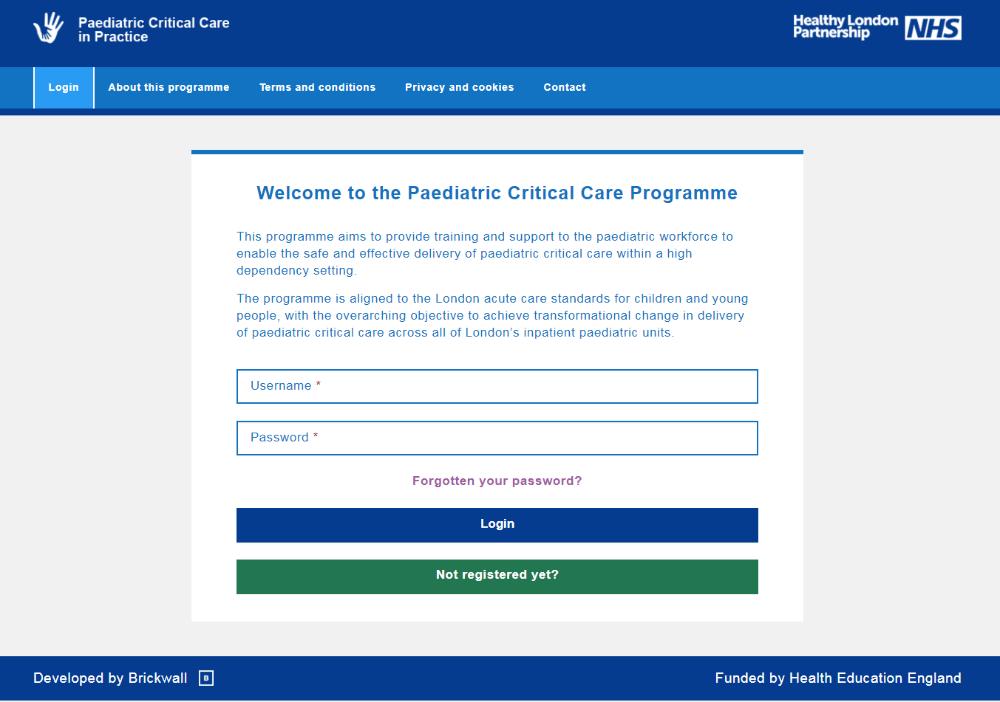 Paediatric Critical Care
in Practice
Healthy London
Partnership
NHS
Login
About this programme
Terms and conditions
Privacy and cookies
Contact
Welcome to the Paediatric Critical Care Programme
This programme aims to provide training and support to the paediatric workforce to
enable the safe and effective delivery of paediatric critical care within a high
dependency setting.
The programme is aligned to the London acute care standards for children and young
people, with the overarching objective to achieve transformational change in delivery
of paediatric critical care across all of London’s inpatient paediatric units.
Username *
Password *
Forgotten your password?
Login
Not registered yet?
Developed by Brickwall B
Funded by Health Education England